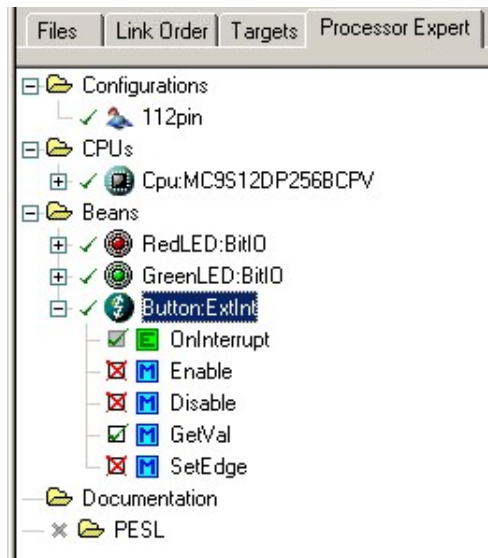 Files Link Order Targets Processor Expert
Configurations
112pin
CPUs
Cpu:MC9S12DP256BCPV
Beans
RedLED:BitIO
GreenLED:BitIO
Button:ExtInt
E OnInterrupt
M Enable
M Disable
M GetVal
M SetEdge
Documentation
PESL